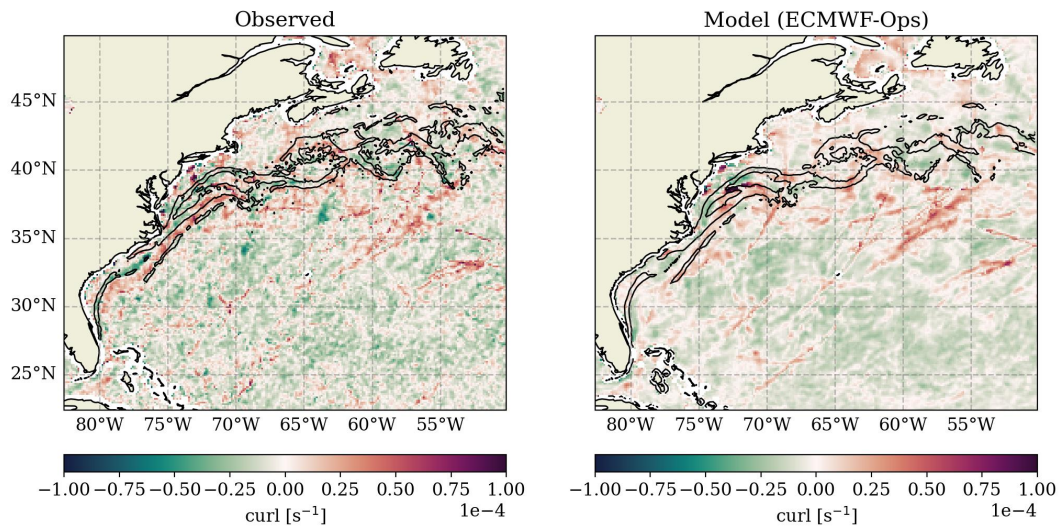 Observed
Model (ECMWF-Ops)
45°N
40°N
35°N
30°N
25°N
80°W 75°W 70°W 65°W 60°W 55°W
80°W 75°W 70°W 65°W 60°W 55°W
−1.00 −0.75 −0.50 −0.25 0.00 0.25 0.50 0.75 1.00
curl [s⁻¹]
1e−4
−1.00 −0.75 −0.50 −0.25 0.00 0.25 0.50 0.75 1.00
curl [s⁻¹]
1e−4